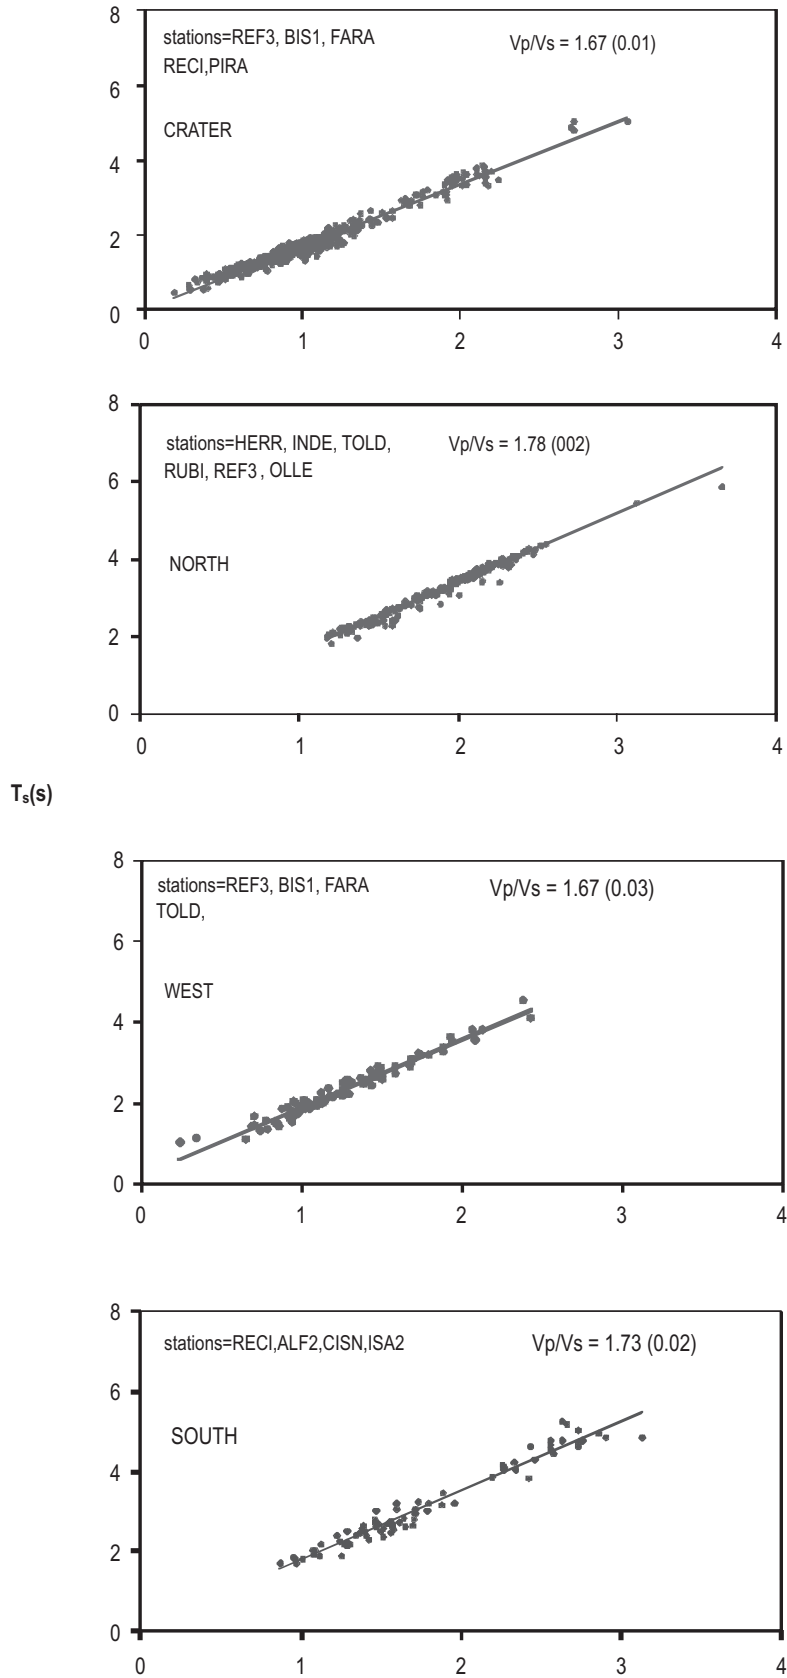 8
stations=REF3, BIS1, FARA
Vp/Vs = 1.67 (0.01)
RECI,PIRA
6
CRATER
4
2
0
0 1 2 3 4
8
stations=HERR, INDE, TOLD,
Vp/Vs = 1.78 (002)
RUBI, REF3 , OLLE
6
NORTH
4
2
0
0 1 2 3 4
Ts(s)
8
stations=REF3, BIS1, FARA
Vp/Vs = 1.67 (0.03)
TOLD,
6
WEST
4
2
0
0 1 2 3 4
8
stations=RECI,ALF2,CISN,ISA2
Vp/Vs = 1.73 (0.02)
6
SOUTH
4
2
0
0 1 2 3 4